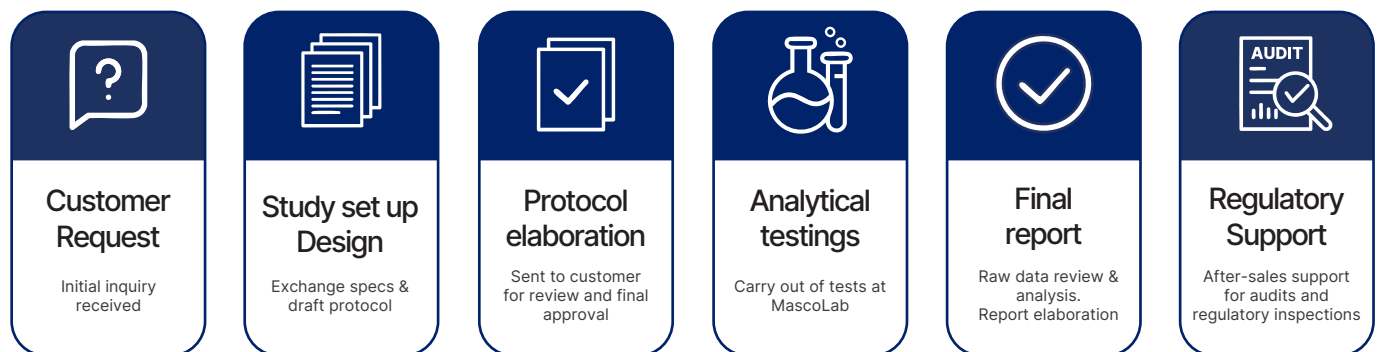 Customer
Request
Initial inquiry
received
Study set up
Design
Exchange specs &
draft protocol
Protocol
elaboration
Sent to customer
for review and final
approval
Analytical
testings
Carry out of tests at
MascoLab
Final
report
Raw data review &
analysis.
Report elaboration
AUDIT
Regulatory
Support
After-sales support
for audits and
regulatory inspections